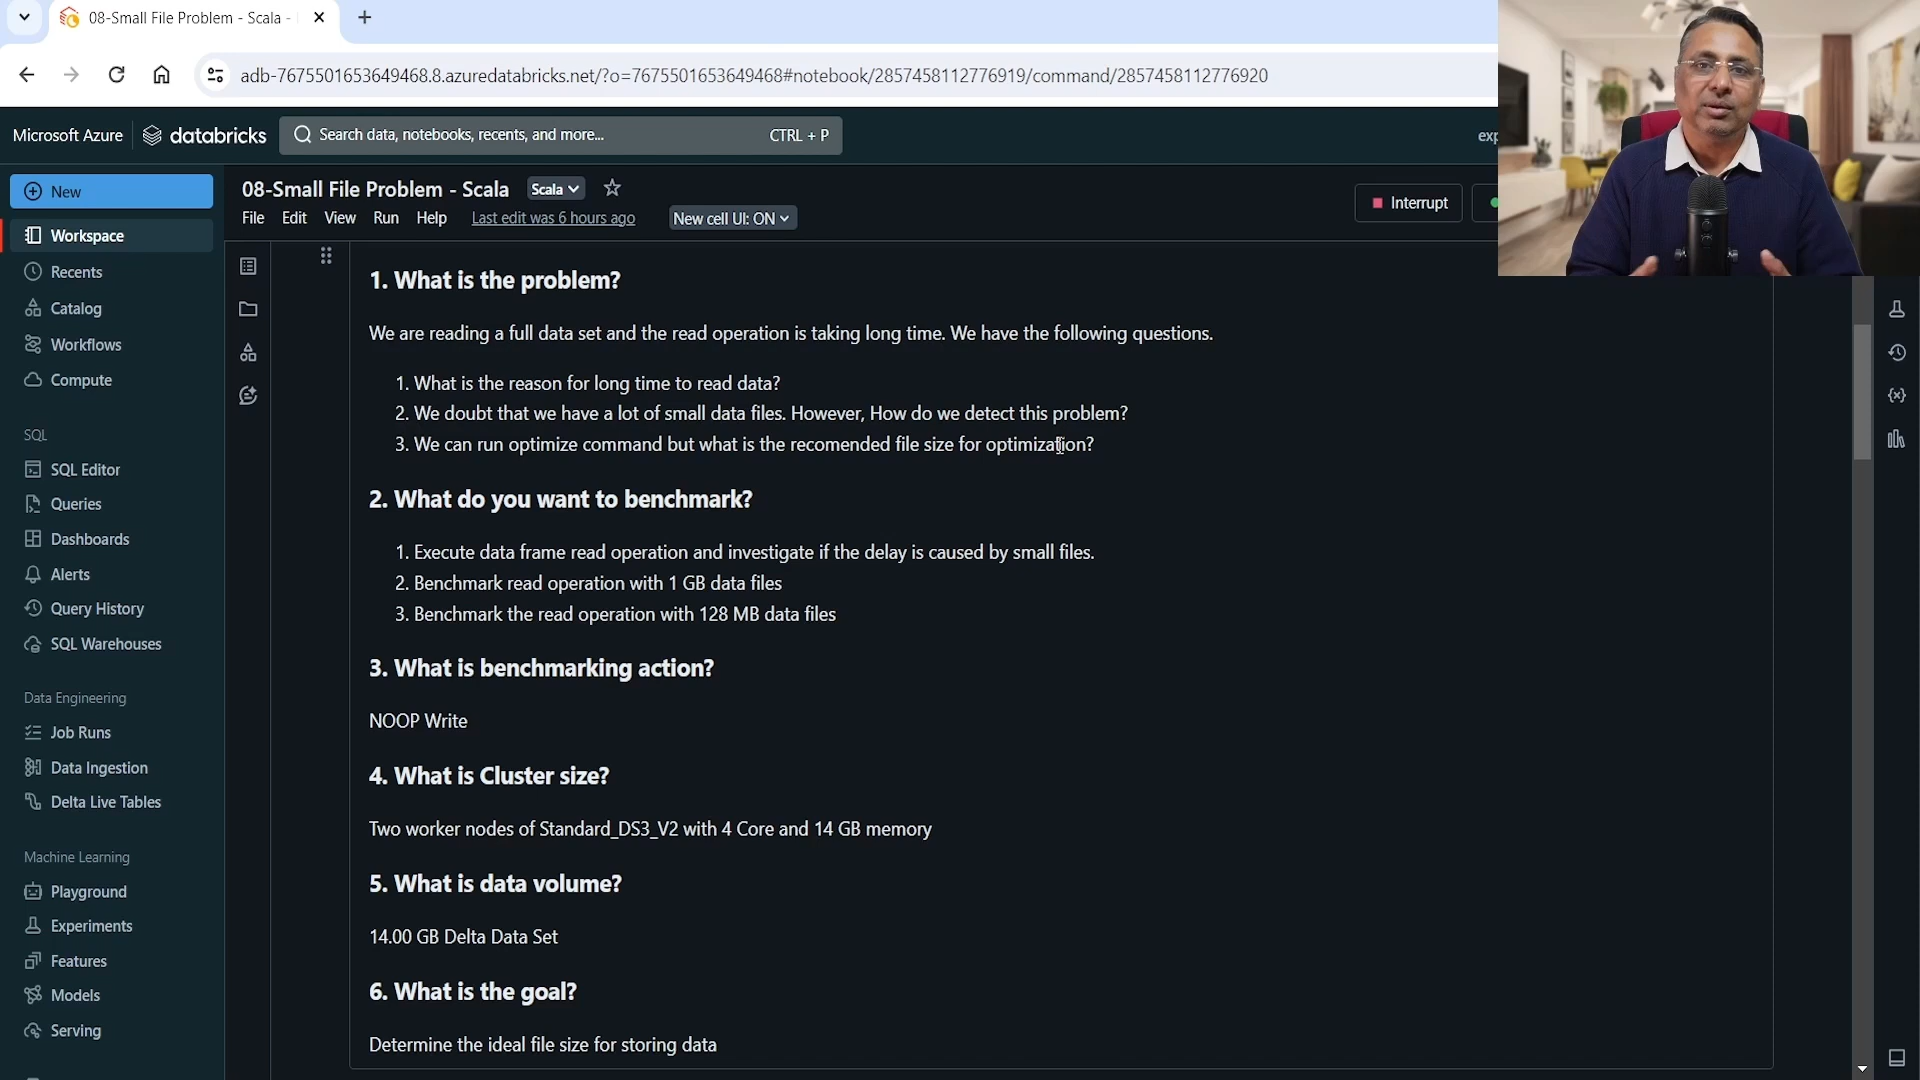 08-Small File Problem - Scala -
adb-7675501653649468.8.azuredatabricks.net/?o=7675501653649468#notebook/2857458112776919/command/2857458112776920
Microsoft Azure
databricks
Search data, notebooks, recents, and more...
CTRL + P
exp
New
Workspace
Recents
Catalog
Workflows
Compute
SQL
SQL Editor
Queries
Dashboards
Alerts
Query History
SQL Warehouses
Data Engineering
Job Runs
Data Ingestion
Delta Live Tables
Machine Learning
Playground
Experiments
Features
Models
Serving
08-Small File Problem - Scala
Scala
File Edit View Run Help
Last edit was 6 hours ago
New cell UI: ON
Interrupt
1. What is the problem?
We are reading a full data set and the read operation is taking long time. We have the following questions.
1. What is the reason for long time to read data?
2. We doubt that we have a lot of small data files. However, How do we detect this problem?
3. We can run optimize command but what is the recomended file size for optimization?
2. What do you want to benchmark?
1. Execute data frame read operation and investigate if the delay is caused by small files.
2. Benchmark read operation with 1 GB data files
3. Benchmark the read operation with 128 MB data files
3. What is benchmarking action?
NOOP Write
4. What is Cluster size?
Two worker nodes of Standard_DS3_V2 with 4 Core and 14 GB memory
5. What is data volume?
14.00 GB Delta Data Set
6. What is the goal?
Determine the ideal file size for storing data